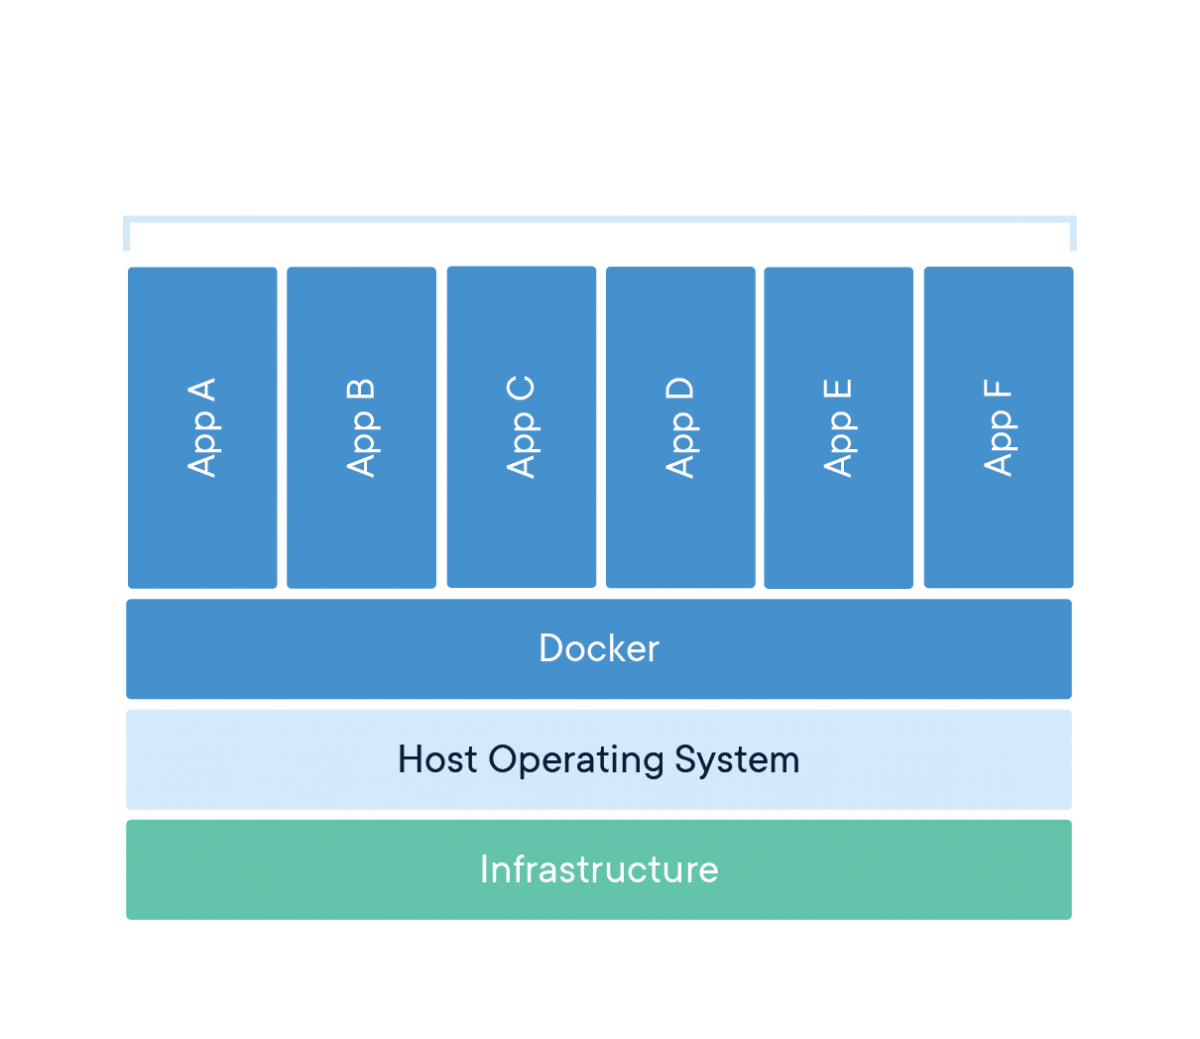 App A
App B
App C
App D
App E
App F
Docker
Host Operating System
Infrastructure